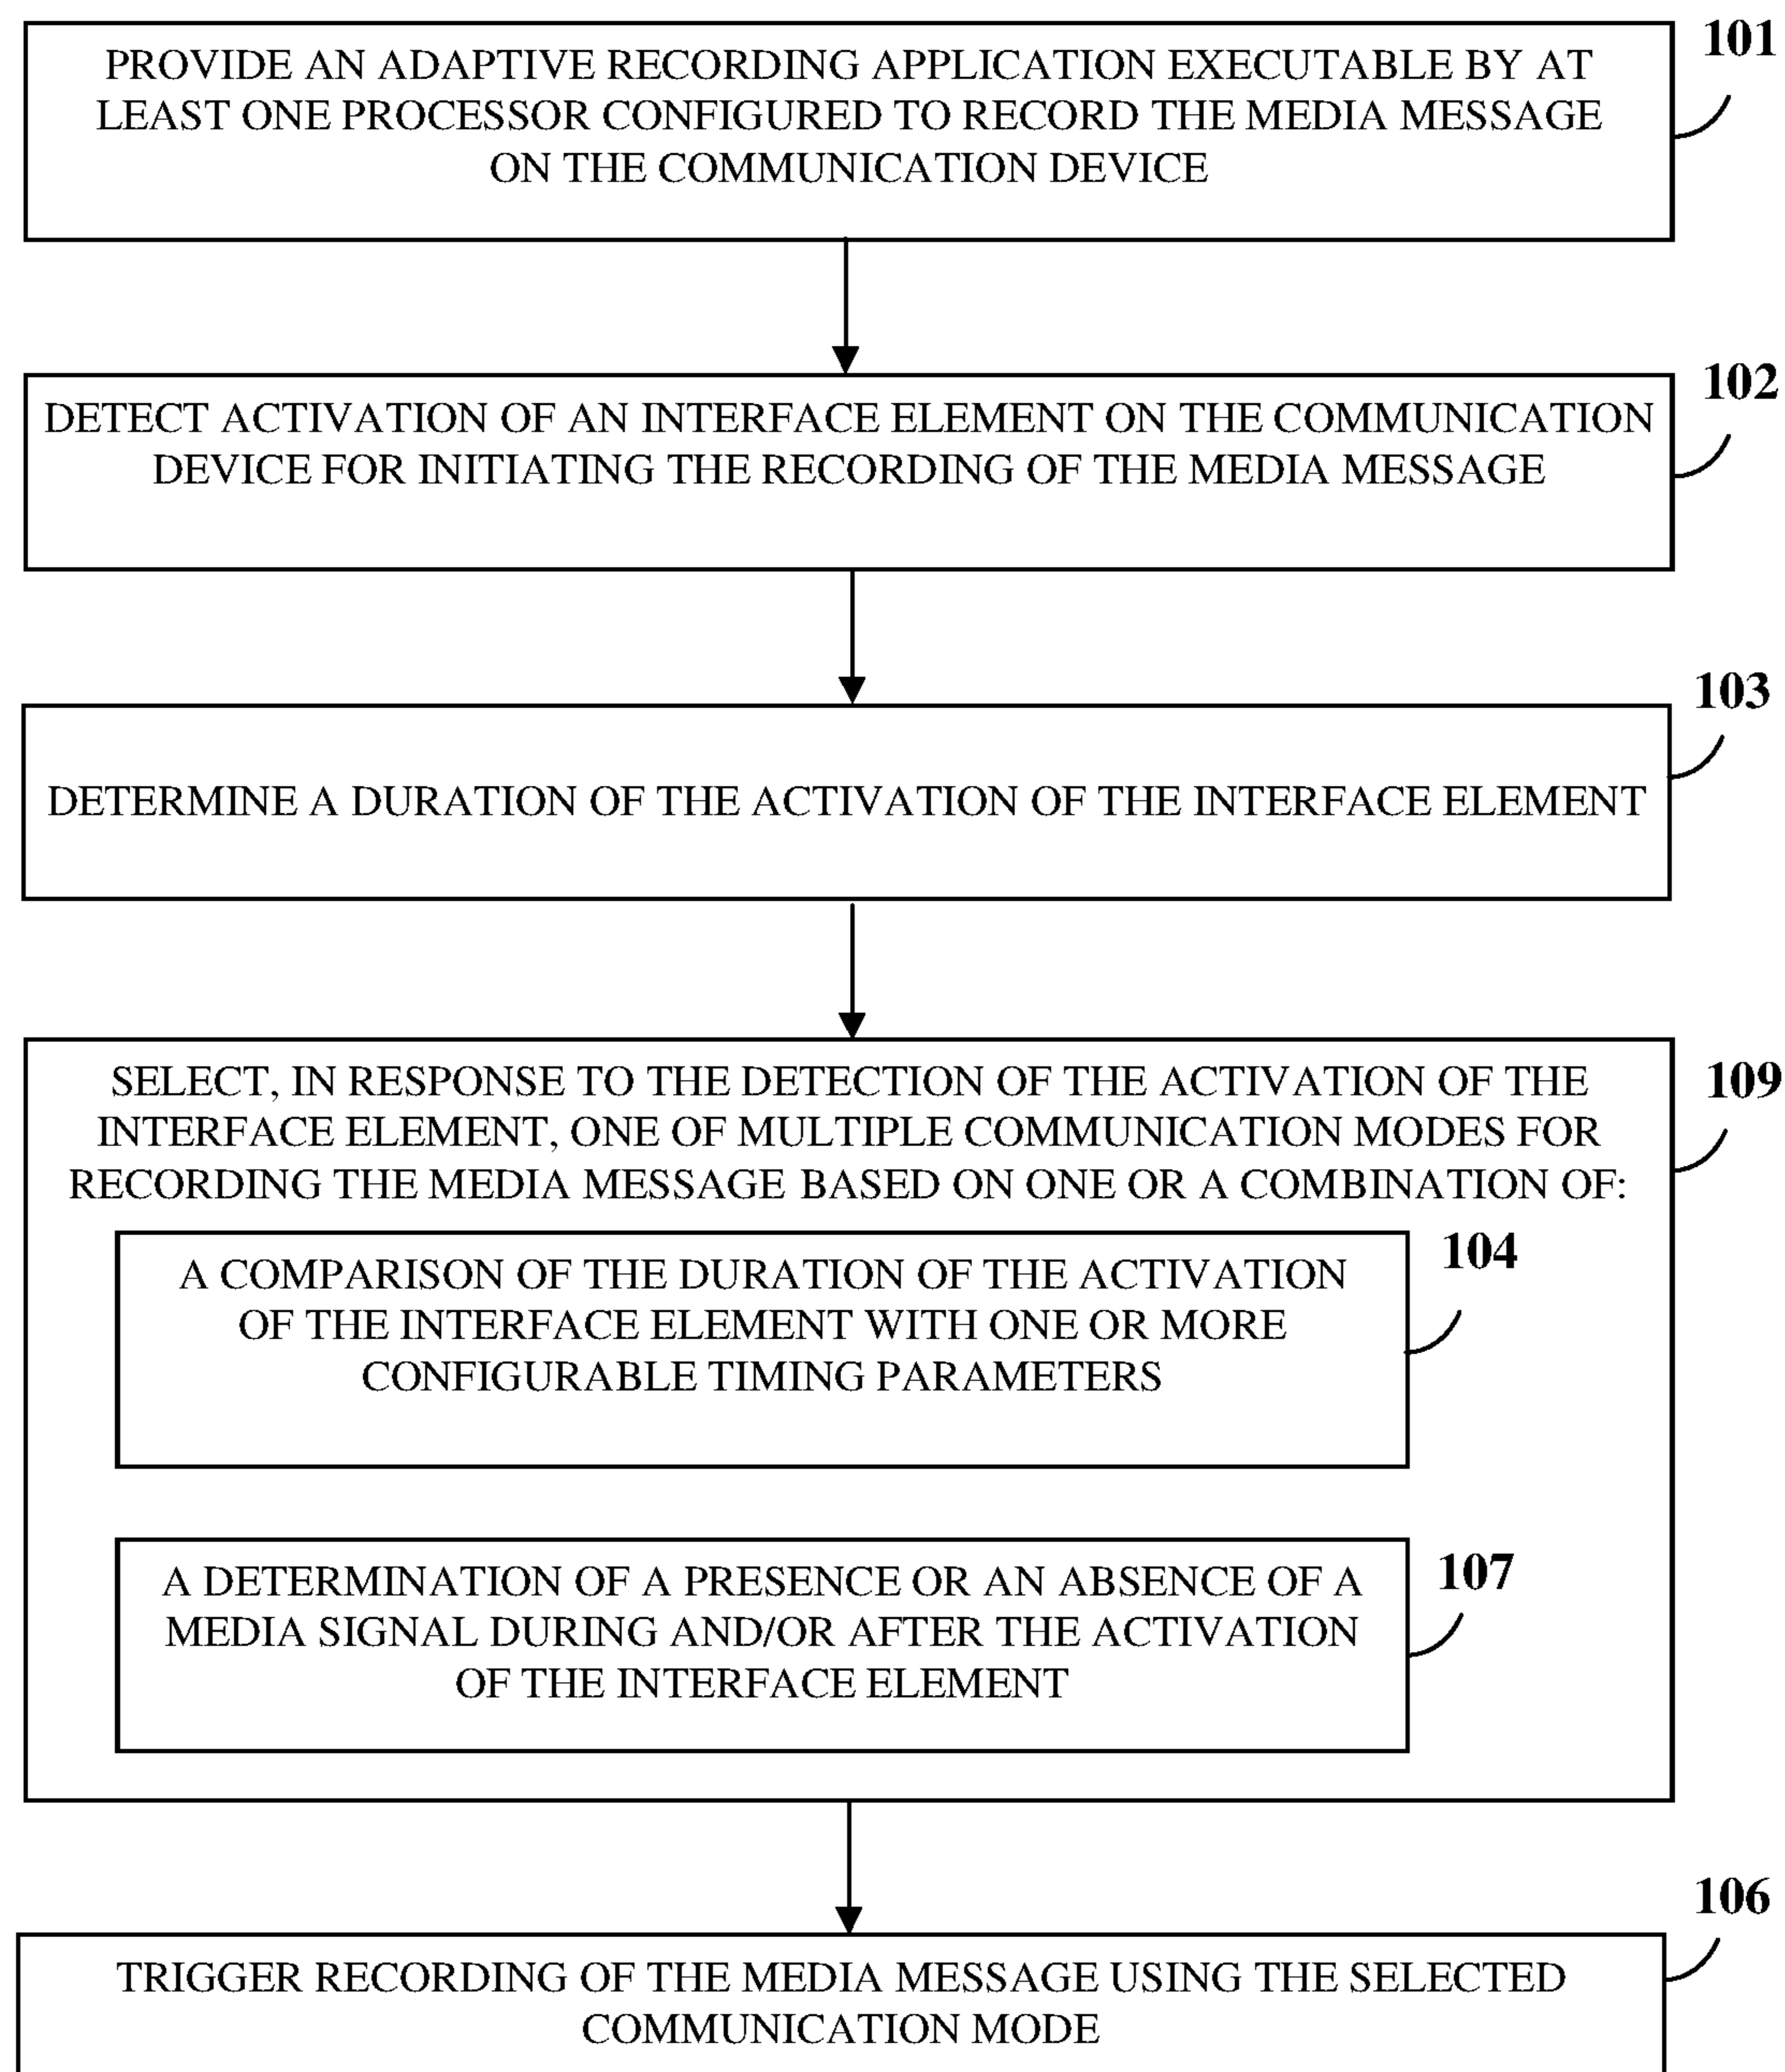 101
PROVIDE AN ADAPTIVE RECORDING APPLICATION EXECUTABLE BY AT
LEAST ONE PROCESSOR CONFIGURED TO RECORD THE MEDIA MESSAGE
ON THE COMMUNICATION DEVICE
102
DETECT ACTIVATION OF AN INTERFACE ELEMENT ON THE COMMUNICATION
DEVICE FOR INITIATING THE RECORDING OF THE MEDIA MESSAGE
103
DETERMINE A DURATION OF THE ACTIVATION OF THE INTERFACE ELEMENT
109
SELECT, IN RESPONSE TO THE DETECTION OF THE ACTIVATION OF THE
INTERFACE ELEMENT, ONE OF MULTIPLE COMMUNICATION MODES FOR
RECORDING THE MEDIA MESSAGE BASED ON ONE OR A COMBINATION OF:
104
A COMPARISON OF THE DURATION OF THE ACTIVATION
OF THE INTERFACE ELEMENT WITH ONE OR MORE
CONFIGURABLE TIMING PARAMETERS
107
A DETERMINATION OF A PRESENCE OR AN ABSENCE OF A
MEDIA SIGNAL DURING AND/OR AFTER THE ACTIVATION
OF THE INTERFACE ELEMENT
106
TRIGGER RECORDING OF THE MEDIA MESSAGE USING THE SELECTED
COMMUNICATION MODE